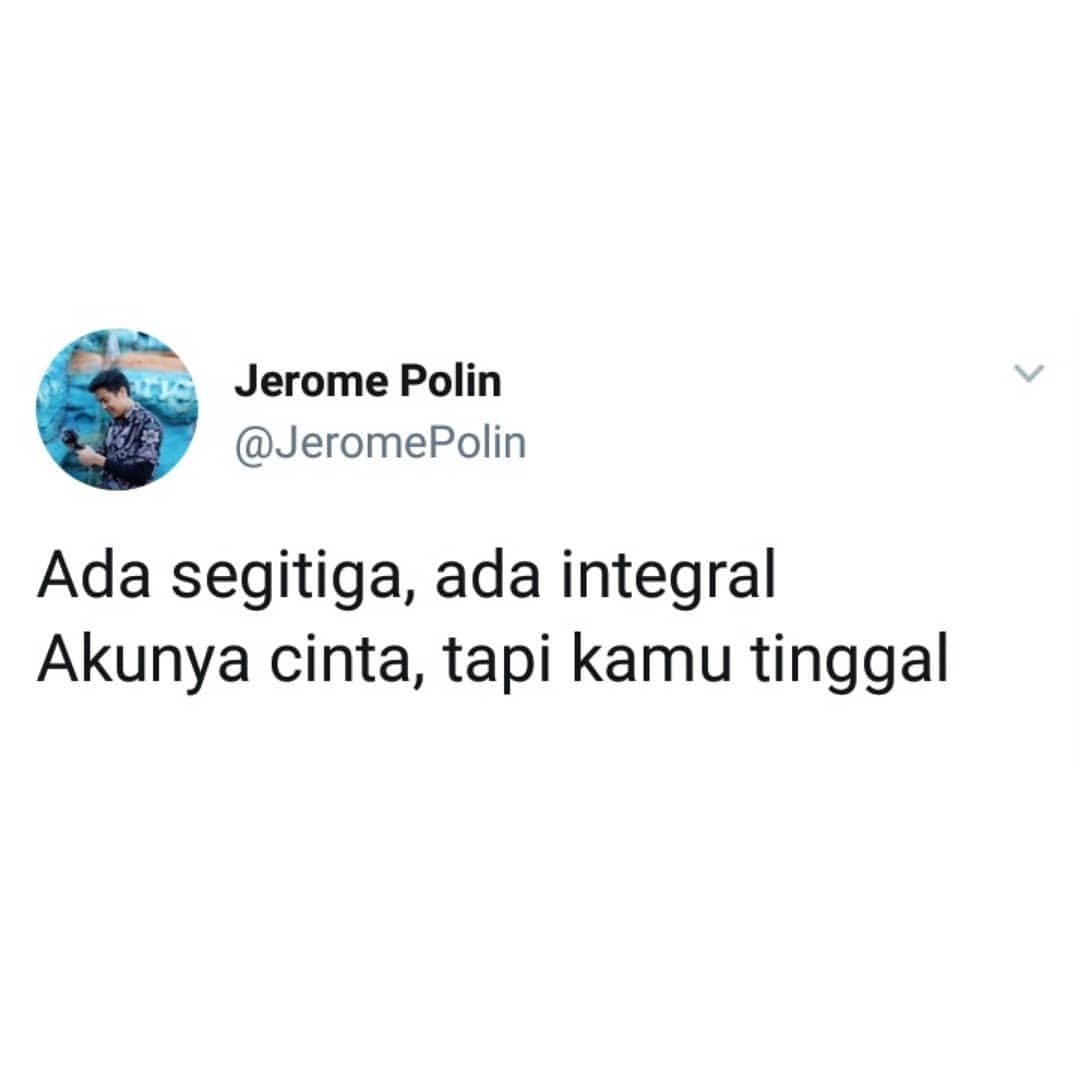 Jerome Polin
@JeromePolin
Ada segitiga, ada integral
Akunya cinta, tapi kamu tinggal